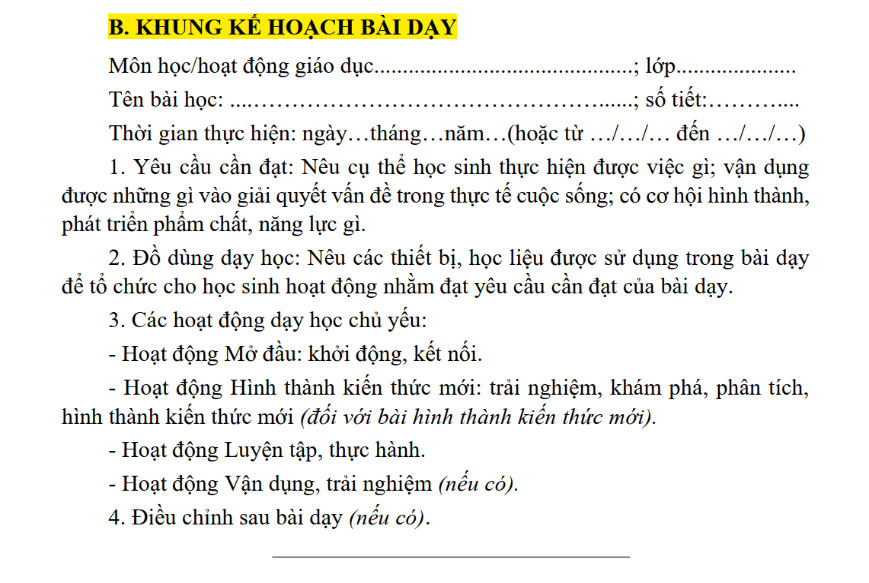 B. KHUNG KẾ HOẠCH BÀI DẠY
Môn học/hoạt động giáo dục.............................................; lớp.....................
Tên bài học: ....…………………………………………......; số tiết:………....
Thời gian thực hiện: ngày…tháng…năm…(hoặc từ …/…/… đến …/…/…)
1. Yêu cầu cần đạt: Nêu cụ thể học sinh thực hiện được việc gì; vận dụng
được những gì vào giải quyết vấn đề trong thực tế cuộc sống; có cơ hội hình thành,
phát triển phẩm chất, năng lực gì.
2. Đồ dùng dạy học: Nêu các thiết bị, học liệu được sử dụng trong bài dạy
để tổ chức cho học sinh hoạt động nhằm đạt yêu cầu cần đạt của bài dạy.
3. Các hoạt động dạy học chủ yếu:
- Hoạt động Mở đầu: khởi động, kết nối.
- Hoạt động Hình thành kiến thức mới: trải nghiệm, khám phá, phân tích,
hình thành kiến thức mới (đối với bài hình thành kiến thức mới).
- Hoạt động Luyện tập, thực hành.
- Hoạt động Vận dụng, trải nghiệm (nếu có).
4. Điều chỉnh sau bài dạy (nếu có).